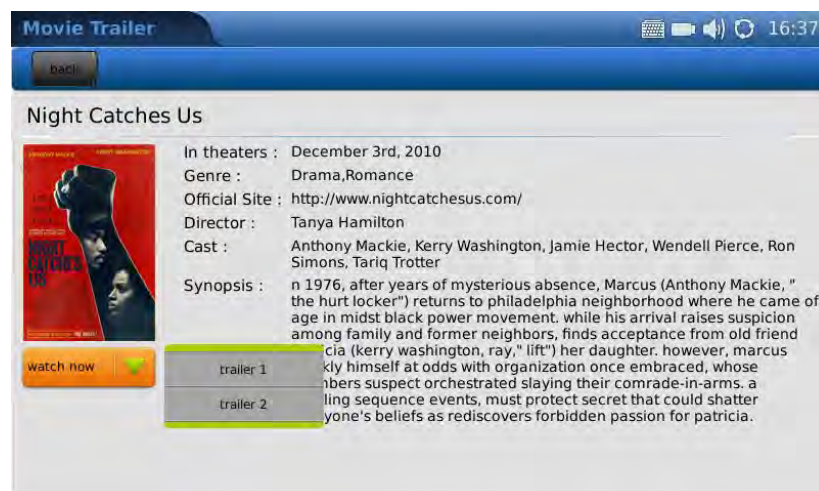 Movie Trailer
16:37
back
Night Catches Us
In theaters : December 3rd, 2010
Genre : Drama,Romance
Official Site : http://www.nightcatchesus.com/
Director : Tanya Hamilton
Cast : Anthony Mackie, Kerry Washington, Jamie Hector, Wendell Pierce, Ron
Simons, Tariq Trotter
Synopsis : n 1976, after years of mysterious absence, Marcus (Anthony Mackie, "
the hurt locker") returns to philadelphia neighborhood where he came of
age in midst black power movement. while his arrival raises suspicion
among family and former neighbors, finds acceptance from old friend
cia (kerry washington, ray," lift") her daughter. however, marcus
kly himself at odds with organization once embraced, whose
bers suspect orchestrated slaying their comrade-in-arms. a
ling sequence events, must protect secret that could shatter
yone's beliefs as rediscovers forbidden passion for patricia.
ANTHONY MACKIE KERRY WASHINGTON
NIGHT
CATCHES
US
watch now
trailer 1
trailer 2